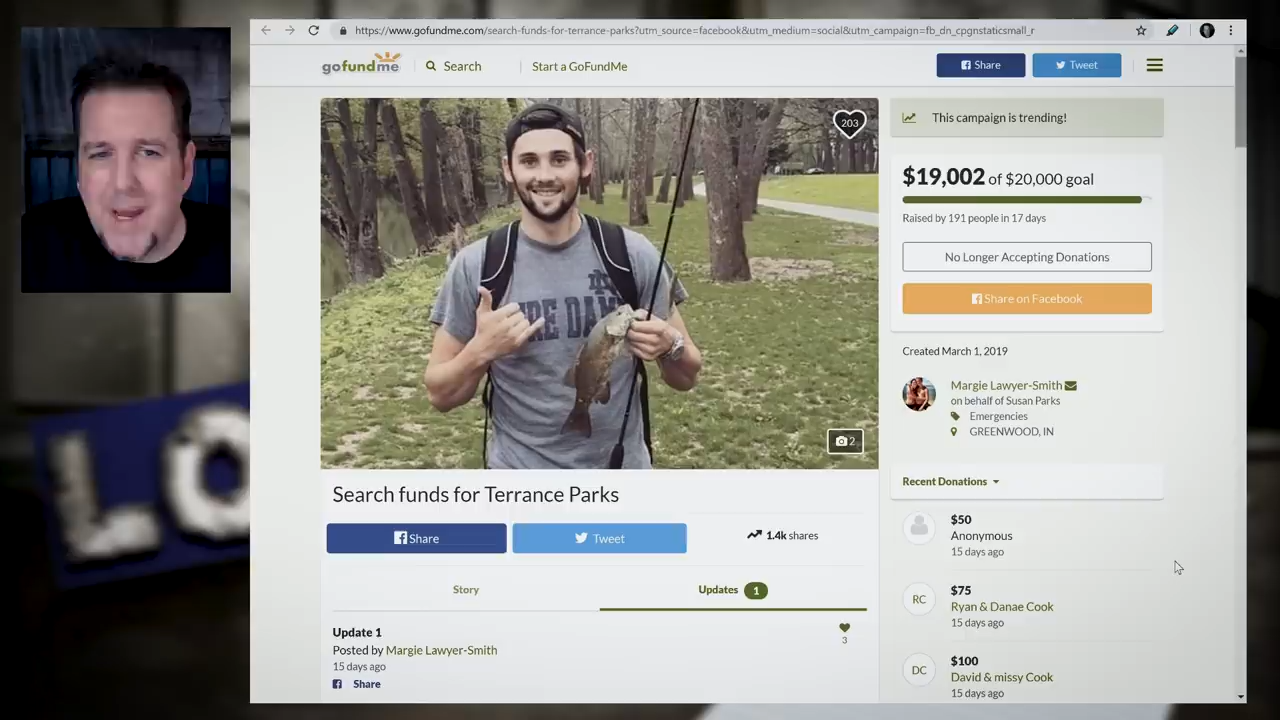 https://www.gofundme.com/search-funds-for-terrance-parks?utm_source=facebook&utm_medium=social&utm_campaign=fb_dn_cpgnstaticsmall_r
gofundme
Search
Start a GoFundMe
Share
Tweet
203
This campaign is trending!
$19,002 of $20,000 goal
Raised by 191 people in 17 days
No Longer Accepting Donations
Share on Facebook
Created March 1, 2019
Margie Lawyer-Smith
on behalf of Susan Parks
Emergencies
GREENWOOD, IN
2
Search funds for Terrance Parks
Share
Tweet
1.4k shares
Story
Updates 1
Update 1
Posted by Margie Lawyer-Smith
15 days ago
Share
3
Recent Donations
$50
Anonymous
15 days ago
RC
$75
Ryan & Danae Cook
15 days ago
DC
$100
David & missy Cook
15 days ago
LO